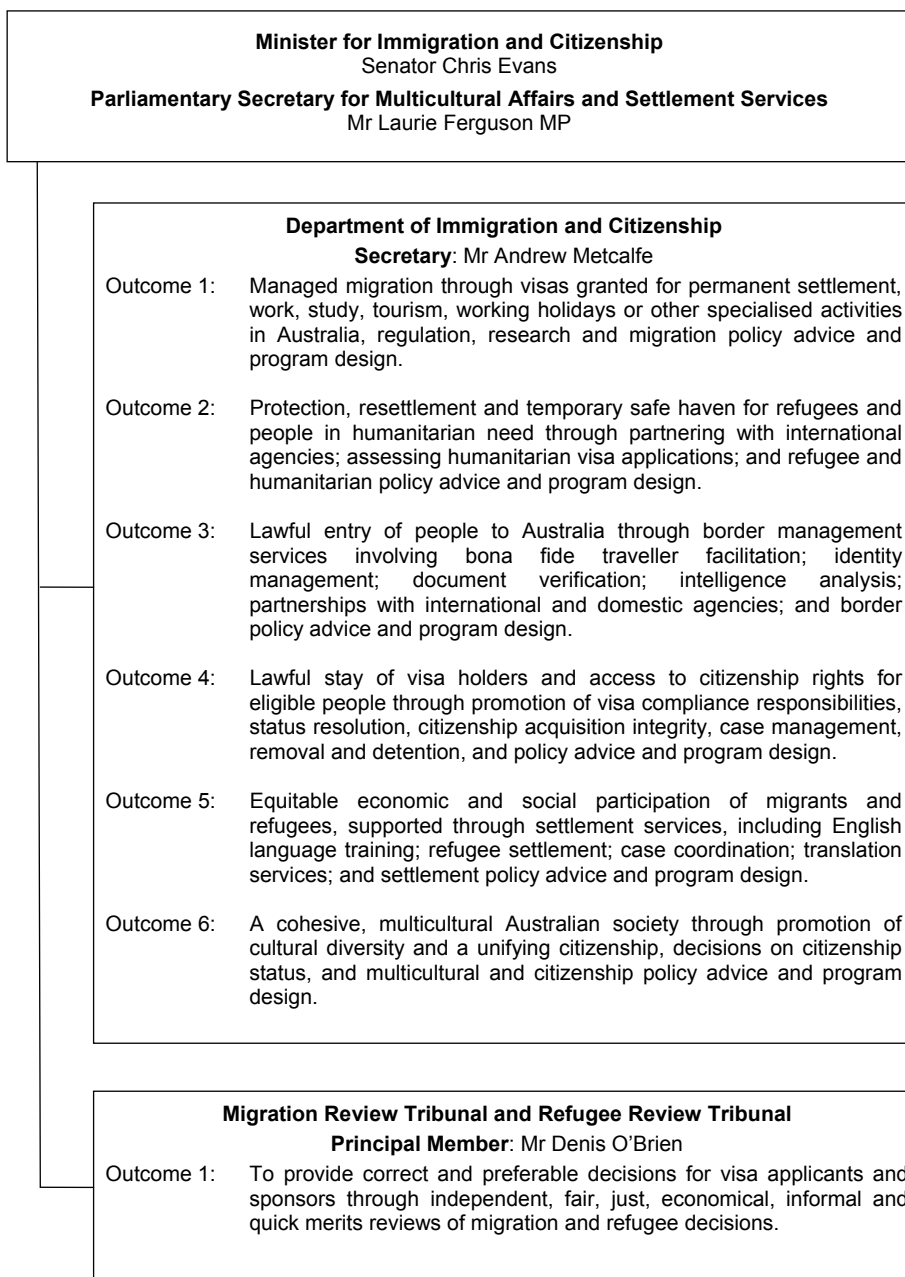 Minister for Immigration and Citizenship
Senator Chris Evans
Parliamentary Secretary for Multicultural Affairs and Settlement Services
Mr Laurie Ferguson MP
Department of Immigration and Citizenship
Secretary: Mr Andrew Metcalfe
Outcome 1: Managed migration through visas granted for permanent settlement,
work, study, tourism, working holidays or other specialised activities
in Australia, regulation, research and migration policy advice and
program design.
Outcome 2: Protection, resettlement and temporary safe haven for refugees and
people in humanitarian need through partnering with international
agencies; assessing humanitarian visa applications; and refugee and
humanitarian policy advice and program design.
Outcome 3: Lawful entry of people to Australia through border management
services involving bona fide traveller facilitation; identity
management; document verification; intelligence analysis;
partnerships with international and domestic agencies; and border
policy advice and program design.
Outcome 4: Lawful stay of visa holders and access to citizenship rights for
eligible people through promotion of visa compliance responsibilities,
status resolution, citizenship acquisition integrity, case management,
removal and detention, and policy advice and program design.
Outcome 5: Equitable economic and social participation of migrants and
refugees, supported through settlement services, including English
language training; refugee settlement; case coordination; translation
services; and settlement policy advice and program design.
Outcome 6: A cohesive, multicultural Australian society through promotion of
cultural diversity and a unifying citizenship, decisions on citizenship
status, and multicultural and citizenship policy advice and program
design.
Migration Review Tribunal and Refugee Review Tribunal
Principal Member: Mr Denis O’Brien
Outcome 1: To provide correct and preferable decisions for visa applicants and
sponsors through independent, fair, just, economical, informal and
quick merits reviews of migration and refugee decisions.